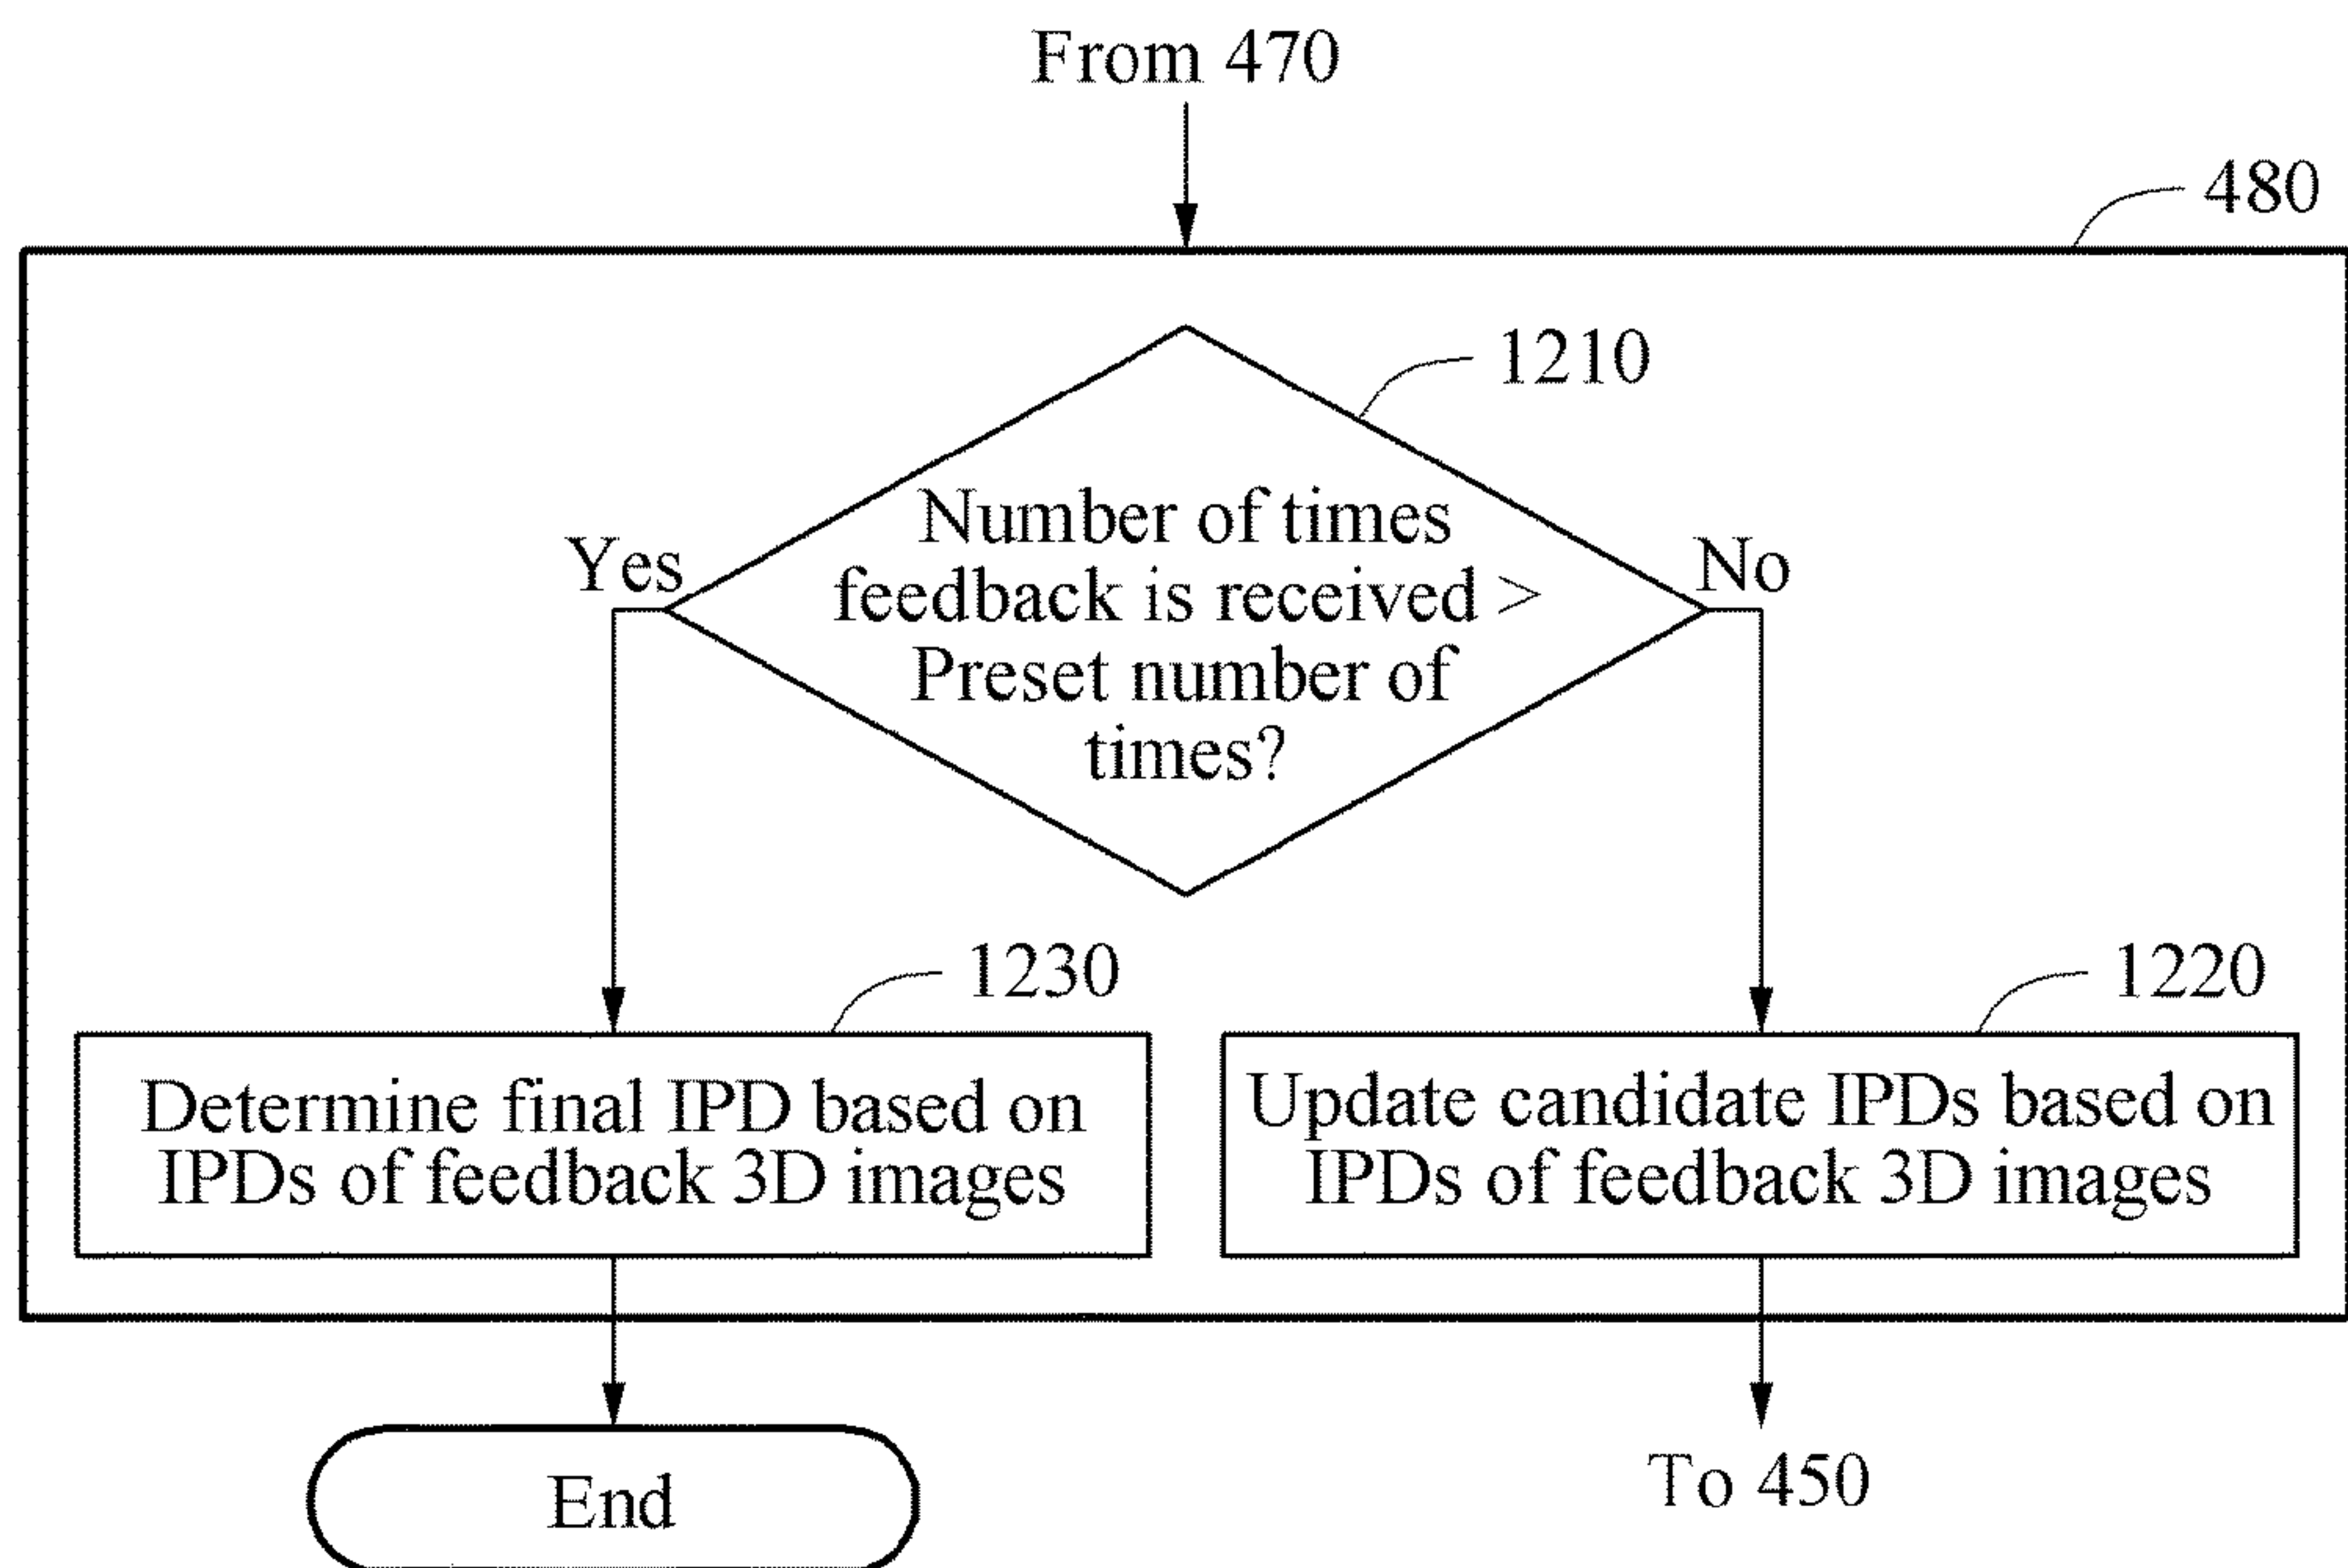 From 470
480
1210
Number of times
feedback is received >
Preset number of
times?
Yes
No
1230
1220
Determine final IPD based on
IPDs of feedback 3D images
Update candidate IPDs based on
IPDs of feedback 3D images
End
To 450